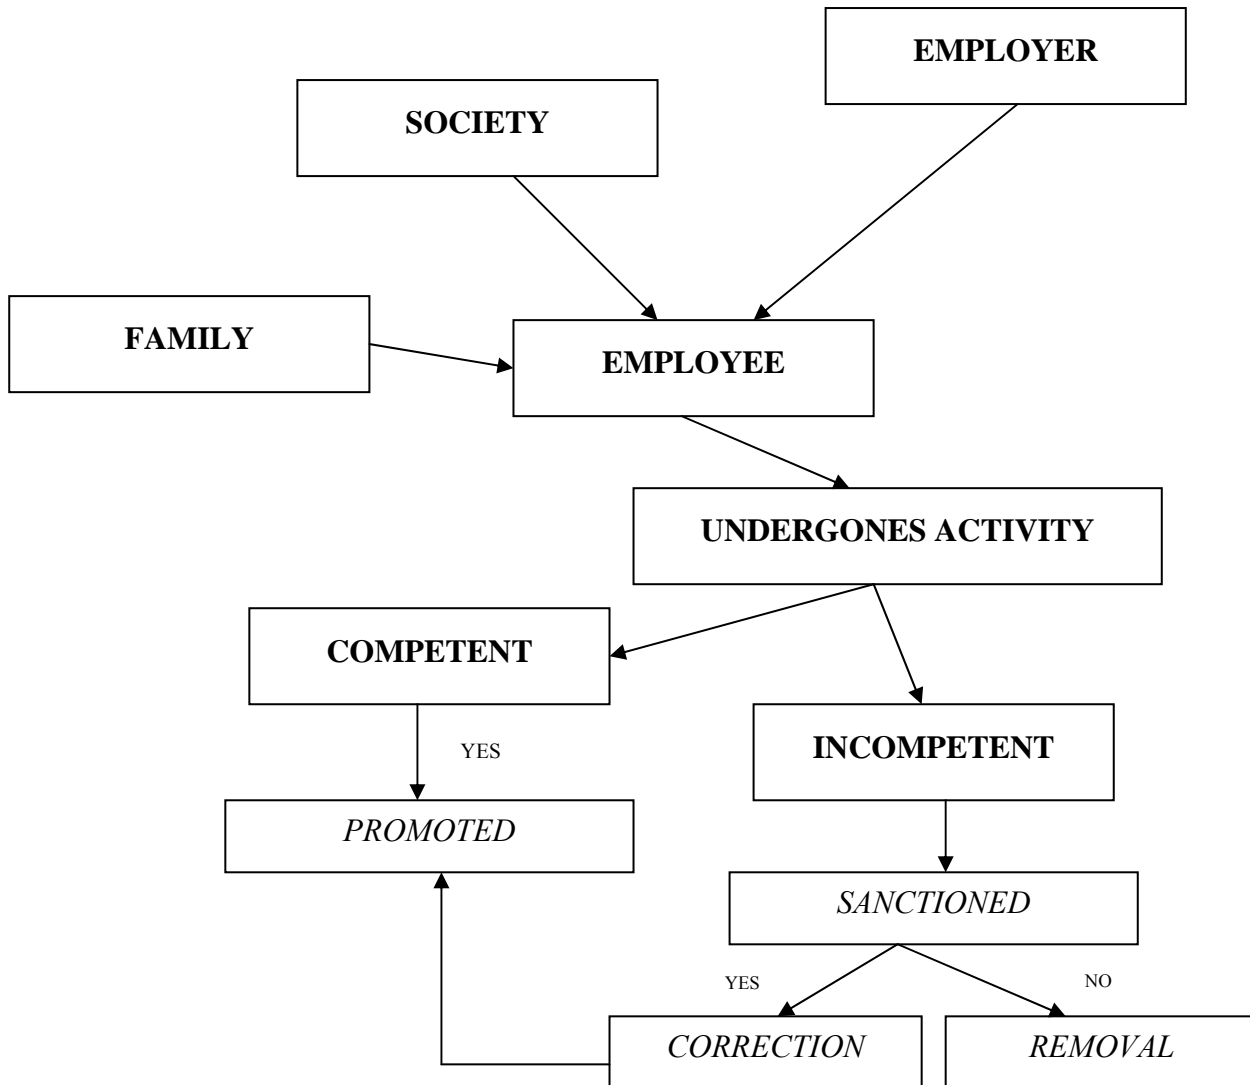 EMPLOYER
SOCIETY
FAMILY
EMPLOYEE
UNDERGONES ACTIVITY
COMPETENT
INCOMPETENT
YES
PROMOTED
SANCTIONED
YES
NO
CORRECTION
REMOVAL